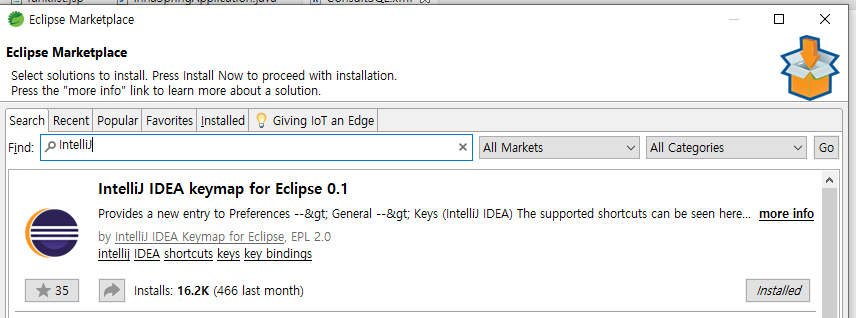 Eclipse Marketplace
Eclipse Marketplace
Select solutions to install. Press Install Now to proceed with installation.
Press the "more info" link to learn more about a solution.
Search Recent Popular Favorites Installed Giving IoT an Edge
Find: IntelliJ All Markets All Categories Go
IntelliJ IDEA keymap for Eclipse 0.1
Provides a new entry to Preferences --&gt; General --&gt; Keys (IntelliJ IDEA) The supported shortcuts can be seen here... more info
by IntelliJ IDEA Keymap for Eclipse, EPL 2.0
intellij IDEA shortcuts keys key bindings
35 Installs: 16.2K (466 last month) Installed